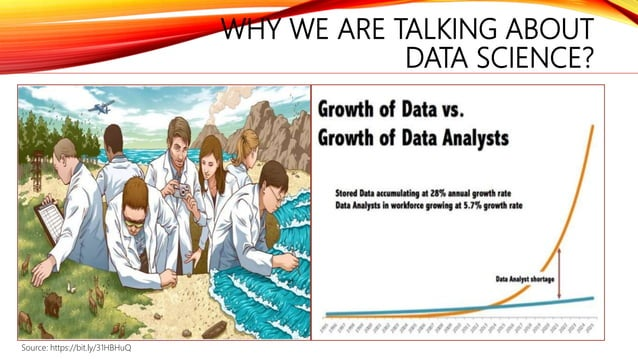 WHY WE ARE TALKING ABOUT
DATA SCIENCE?
Growth of Data vs.
Growth of Data Analysts
Stored Data accumulating at 28% annual growth rate
Data Analysts in workforce growing at 5.7% growth rate
Data Analyst shortage
Source: https://bit.ly/31HBHuQ